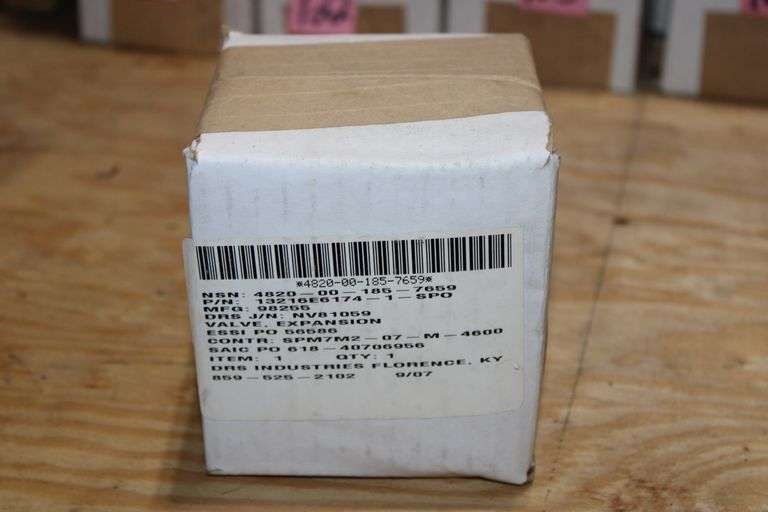 *4820-00-185-7659*
NSN: 4820-00-185-7659
P/N: 13216E6174-1-SPO
MFG: 98255
DRS J/N: NV81059
VALVE, EXPANSION
ESSI PO 56586
CONTR: SPM7M2-07-M-4600
SAIC PO 618-40706956
ITEM: 1 QTY: 1
DRS INDUSTRIES FLORENCE, KY
859-525-2102 9/07